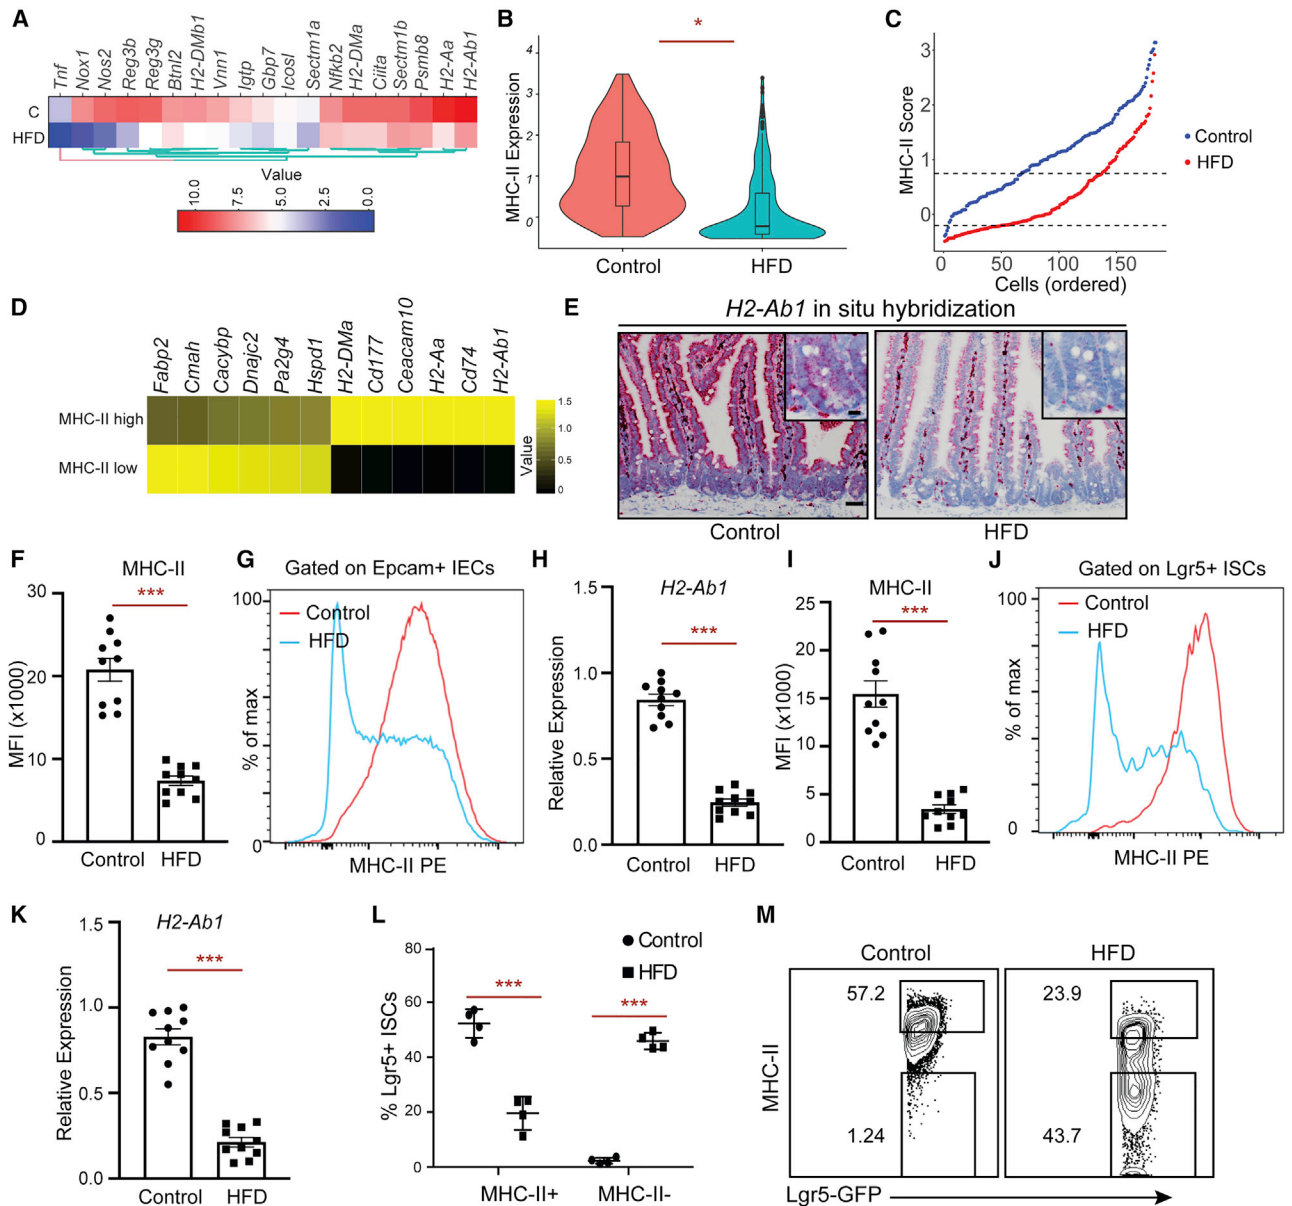 A
Tnf
Nox1
Nos2
Reg3b
Reg3g
Btnl2
H2-DMb1
Vnn1
Igtp
Gbp7
Icosl
Sectm1a
Nfkb2
H2-DMa
Ciita
Sectm1b
Psmb8
H2-Aa
H2-Ab1
C
HFD
Value
10.0 7.5 5.0 2.5 0.0
B
*
MHC-II Expression
4
3
2
1
0
Control HFD
C
MHC-II Score
3
2
1
0
0 50 100 150
Cells (ordered)
Control
HFD
D
Fabp2
Cmah
Cacybp
Dnajc2
Pa2g4
Hspd1
H2-DMa
Cd177
Ceacam10
H2-Aa
Cd74
H2-Ab1
MHC-II high
MHC-II low
Value
1.5
1.0
0.5
0
E
H2-Ab1 in situ hybridization
Control HFD
F
MHC-II
***
MFI (x1000)
30
20
10
0
Control HFD
G
Gated on Epcam+ IECs
100
Control
HFD
% of max
0
MHC-II PE
H
H2-Ab1
***
Relative Expression
1.5
1.0
0.5
0.0
Control HFD
I
MHC-II
***
MFI (x1000)
25
20
15
10
5
0
Control HFD
J
Gated on Lgr5+ ISCs
100
Control
HFD
% of max
0
MHC-II PE
K
H2-Ab1
***
Relative Expression
1.5
1.0
0.5
0.0
Control HFD
L
Control
HFD
***
***
% Lgr5+ ISCs
80
60
40
20
0
MHC-II+ MHC-II-
M
Control HFD
57.2
23.9
1.24
43.7
MHC-II
Lgr5-GFP